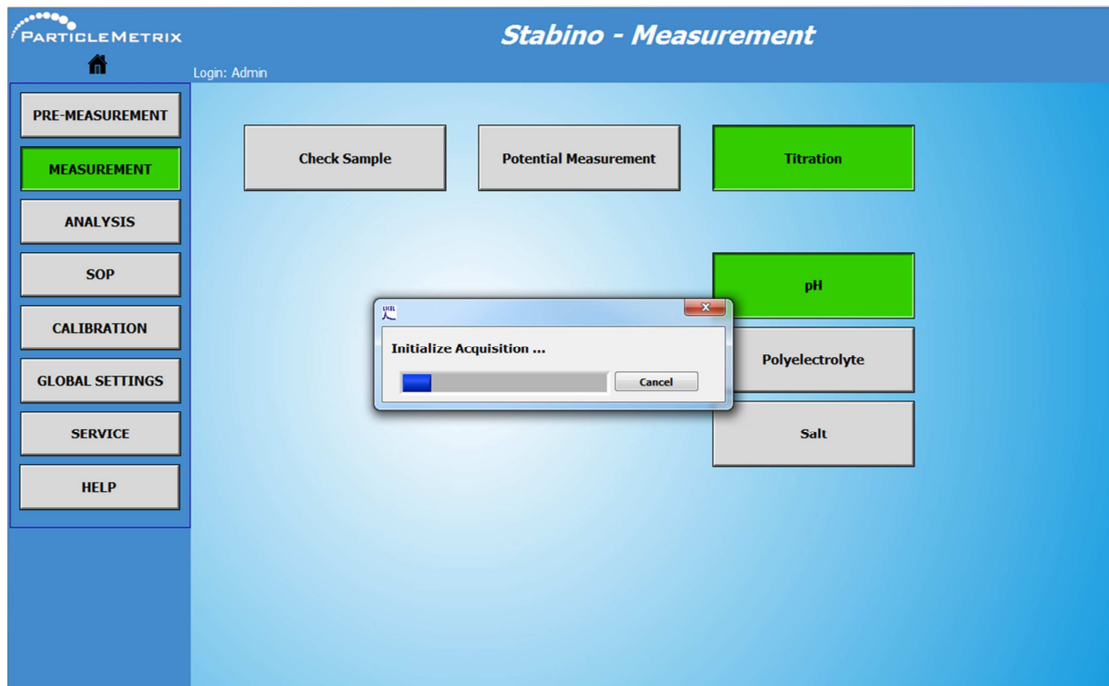 PARTICLEMETRIX
Stabino - Measurement
Login: Admin
PRE-MEASUREMENT
MEASUREMENT
ANALYSIS
SOP
CALIBRATION
GLOBAL SETTINGS
SERVICE
HELP
Check Sample
Potential Measurement
Titration
pH
Polyelectrolyte
Salt
Initialize Acquisition ...
Cancel